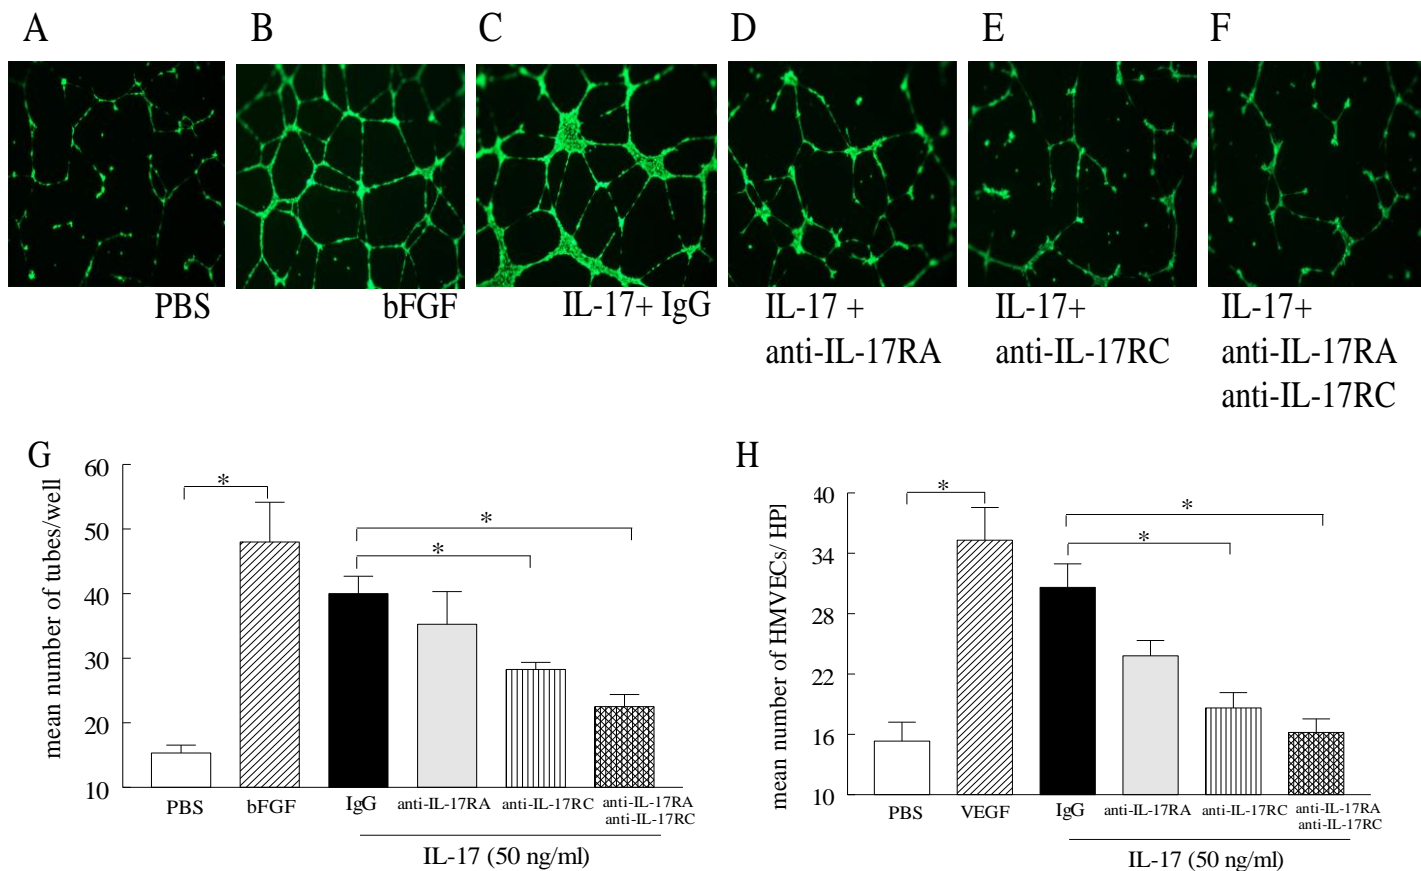 A
B
C
D
E
F
PBS
bFGF
IL-17+ IgG
IL-17 +
anti-IL-17RA
IL-17+
anti-IL-17RC
IL-17+
anti-IL-17RA
anti-IL-17RC
G
mean number of tubes/well
60
50
40
30
20
10
*
*
*
PBS
bFGF
IgG
anti-IL-17RA
anti-IL-17RC
anti-IL-17RA
anti-IL-17RC
IL-17 (50 ng/ml)
H
mean number of HMVECs/ HP
40
34
28
22
16
10
*
*
*
PBS
VEGF
IgG
anti-IL-17RA
anti-IL-17RC
anti-IL-17RA
anti-IL-17RC
IL-17 (50 ng/ml)